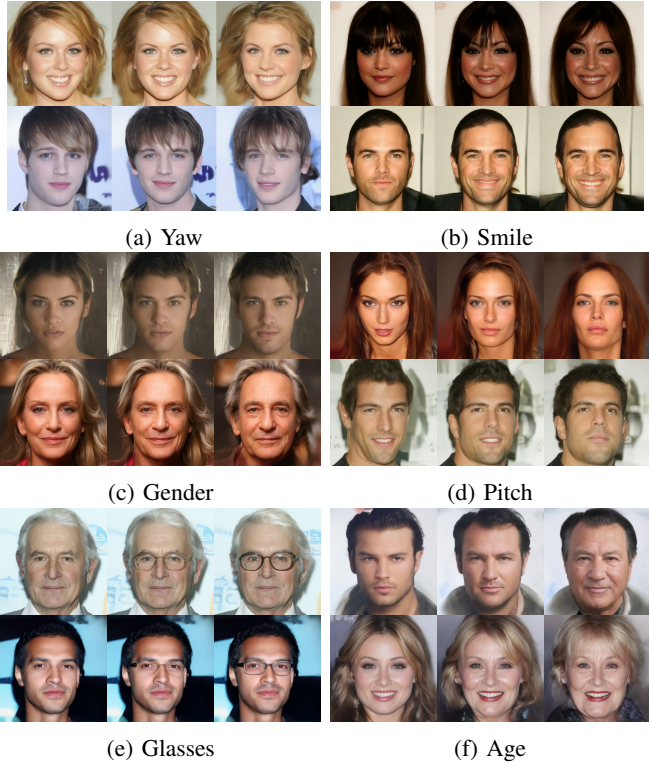 (a) Yaw
(b) Smile
(c) Gender
(d) Pitch
(e) Glasses
(f) Age